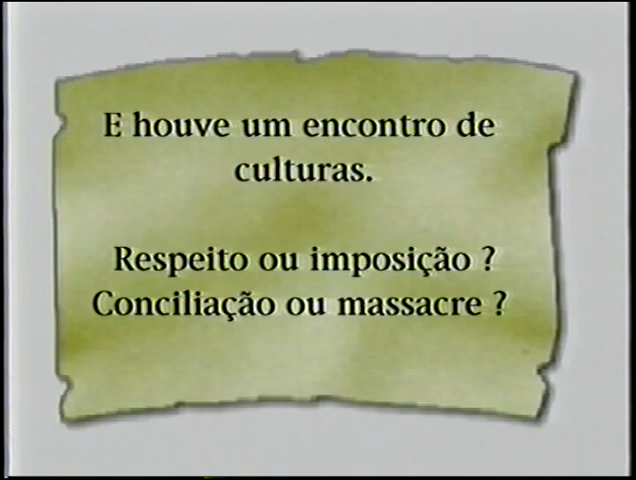 E houve um encontro de
culturas.
Respeito ou imposição ?
Conciliação ou massacre ?